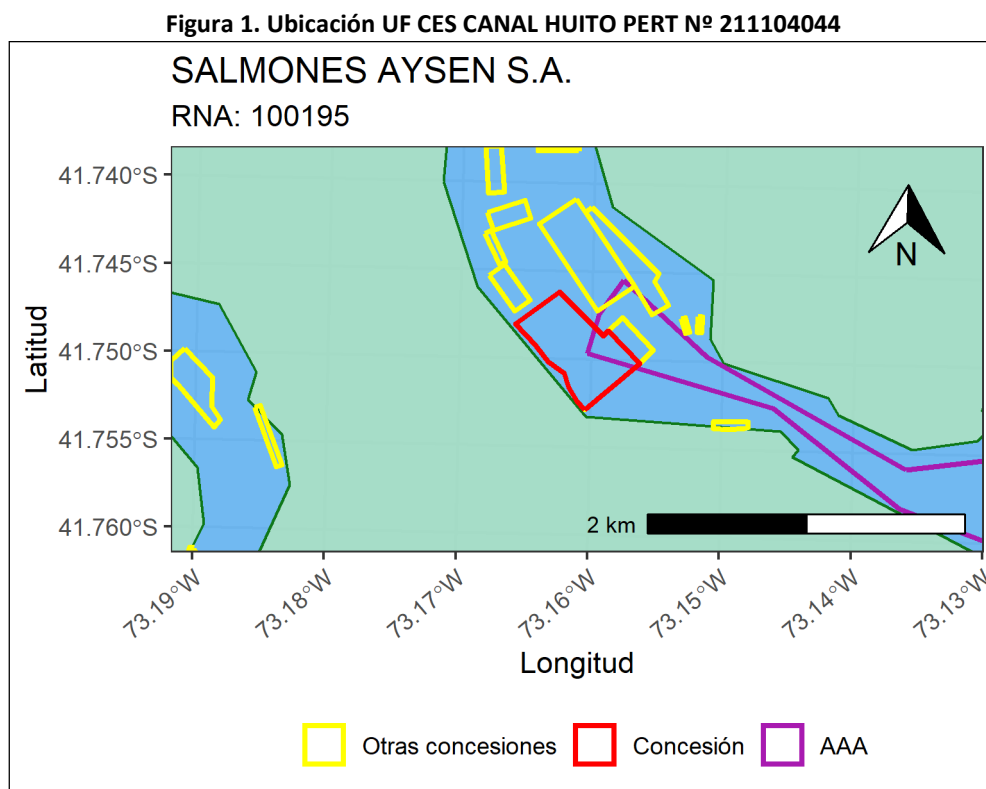 Figura 1. Ubicación UF CES CANAL HUITO PERT Nº 211104044
SALMONES AYSEN S.A.
RNA: 100195
41.740°S
41.745°S
41.750°S
41.755°S
41.760°S
Latitud
N
2 km
73.19°W
73.18°W
73.17°W
73.16°W
73.15°W
73.14°W
73.13°W
Longitud
Otras concesiones
Concesión
AAA